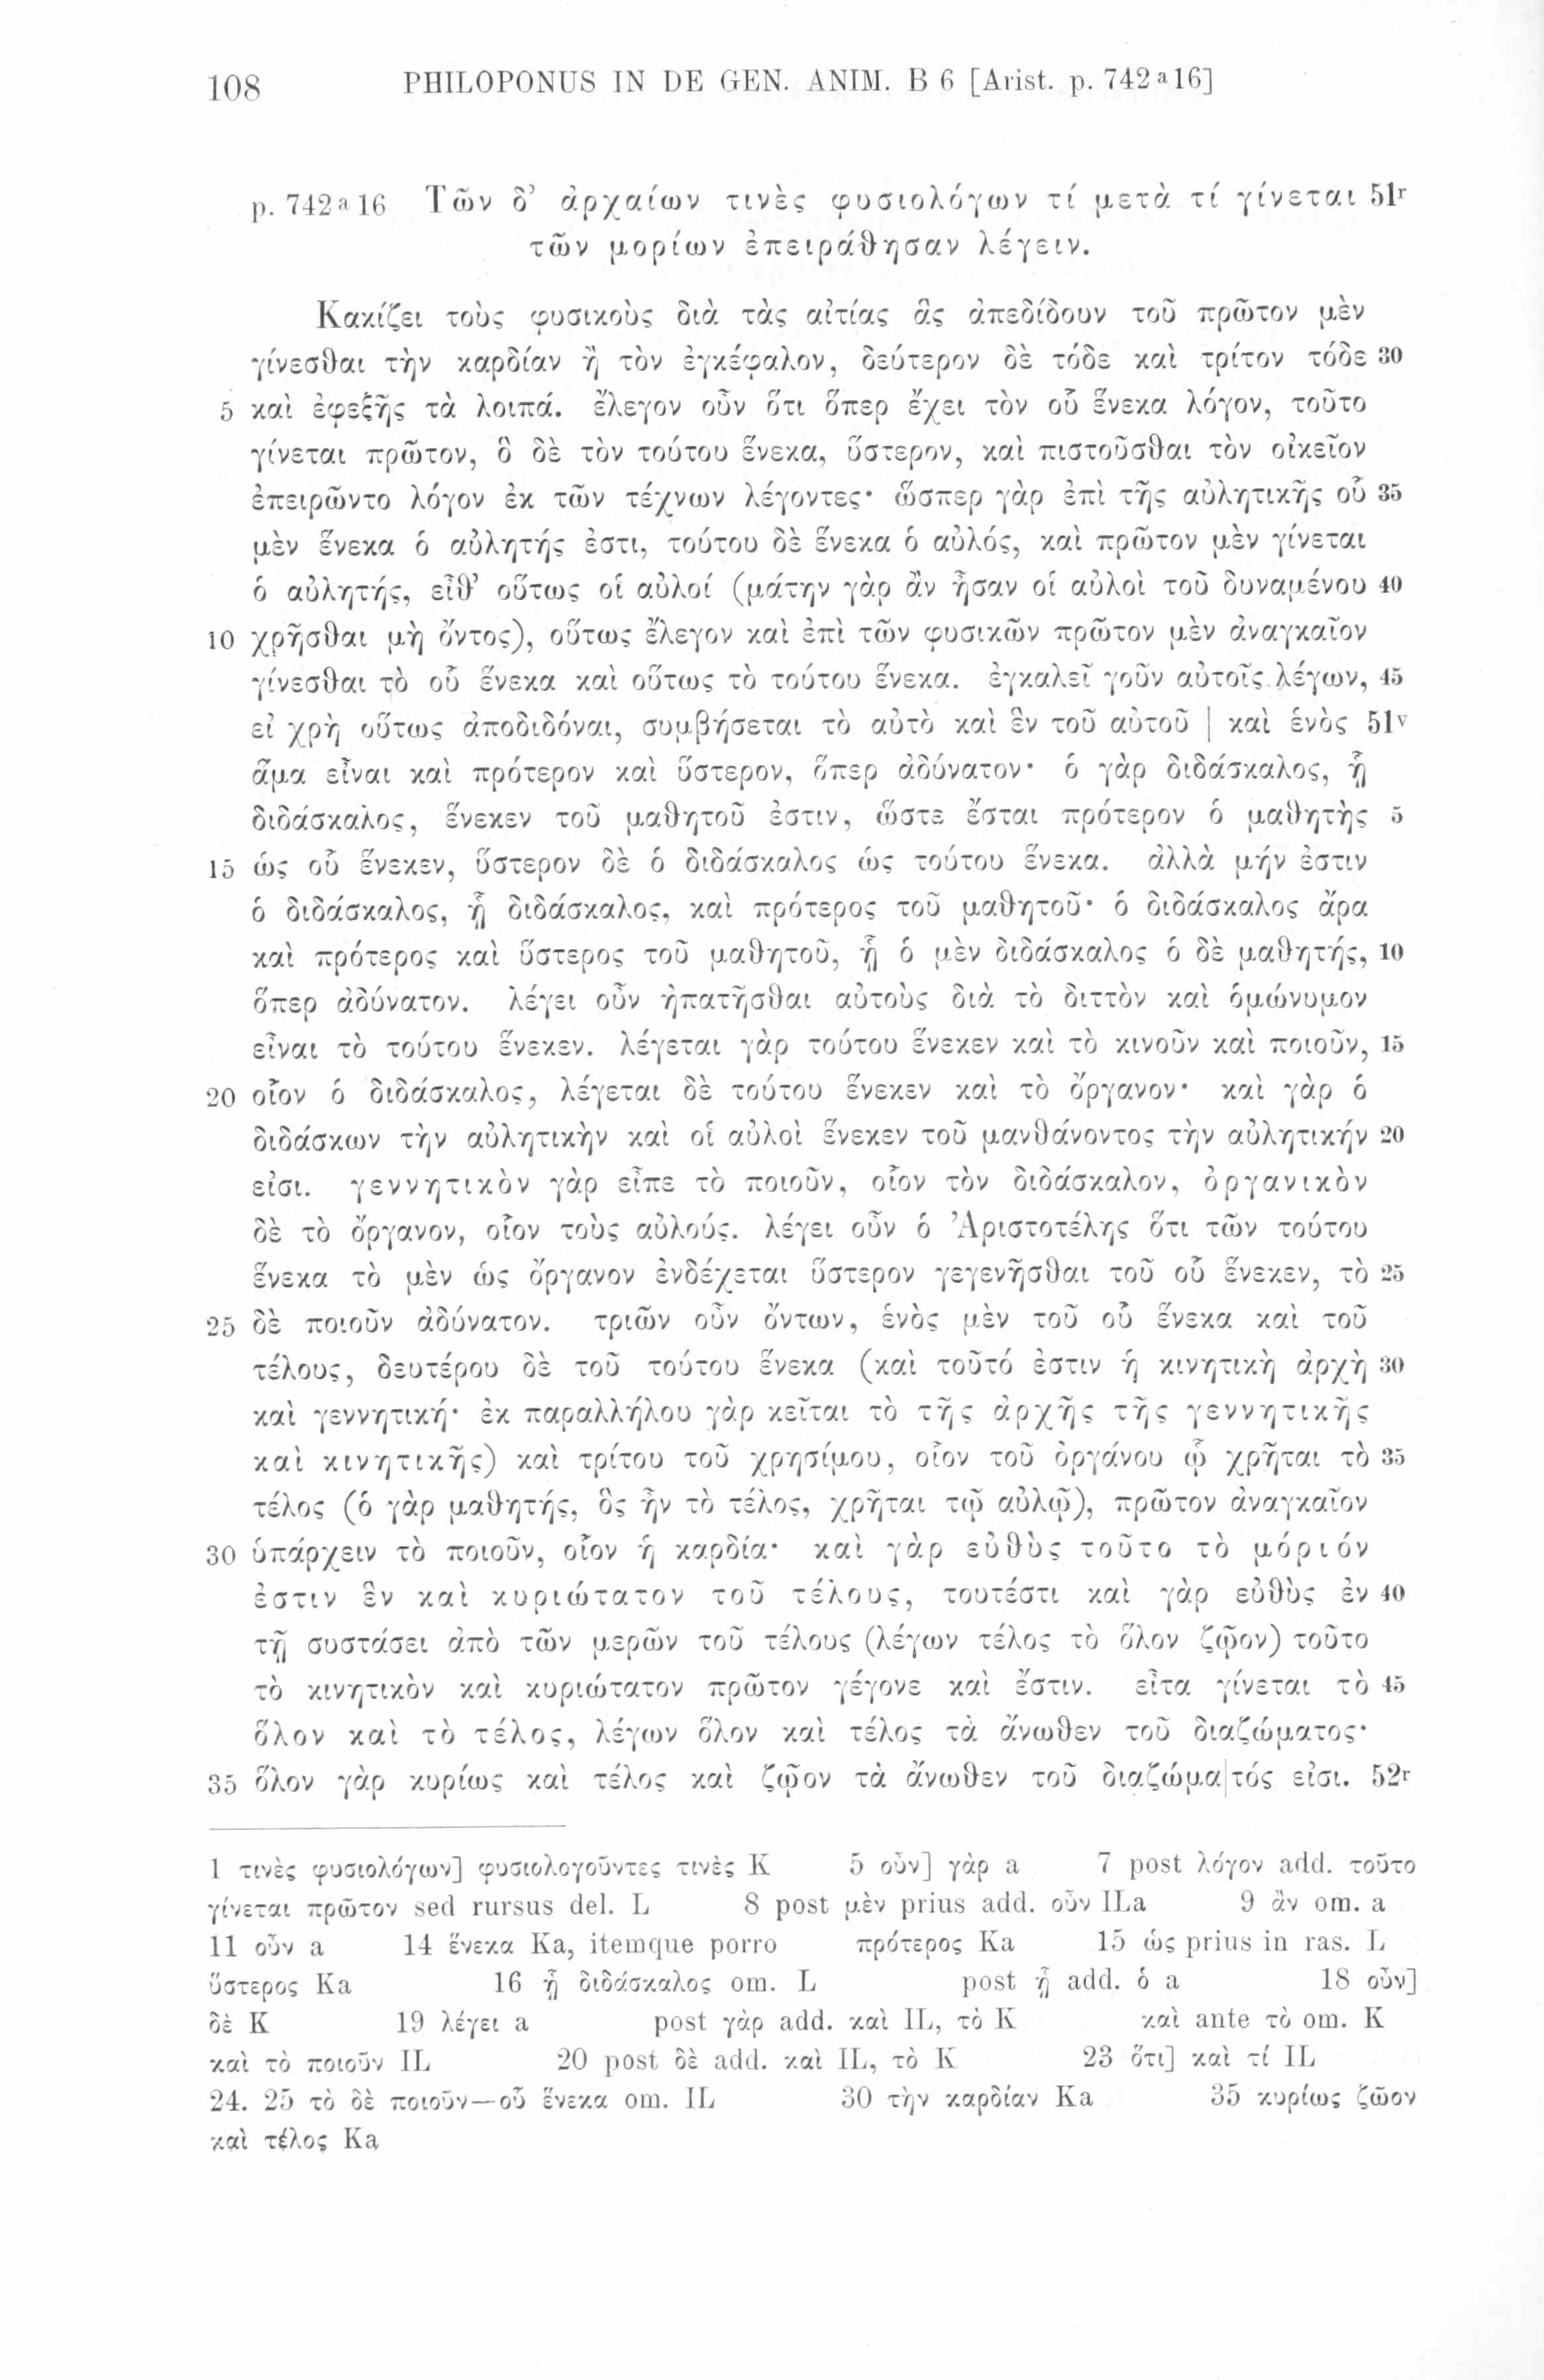 108 PHILOPONUS IN DE GEN. ANIM. B 6 [Arist. p. 742ᵃ16]
p. 742ᵃ16 Τῶν δ’ ἀρχαίων τινὲς φυσιολόγων τί μετὰ τί γίνεται 51ʳ
τῶν μορίων ἐπειράθησαν λέγειν.
Κακίζει τοὺς φυσικοὺς διὰ τὰς αἰτίας ἃς ἀπεδίδουν τοῦ πρῶτον μὲν
γίνεσθαι τὴν καρδίαν ἢ τὸν ἐγκέφαλον, δεύτερον δὲ τόδε καὶ τρίτον τόδε 30
5 καὶ ἐφεξῆς τὰ λοιπά. ἔλεγον οὖν ὅτι ὅπερ ἔχει τὸν οὗ ἕνεκα λόγον, τοῦτο
γίνεται πρῶτον, ὃ δὲ τὸν τούτου ἕνεκα, ὕστερον, καὶ πιστοῦσθαι τὸν οἰκεῖον
ἐπειρῶντο λόγον ἐκ τῶν τέχνων λέγοντες· ὥσπερ γὰρ ἐπὶ τῆς αὐλητικῆς οὗ 35
μὲν ἕνεκα ὁ αὐλητής ἐστι, τούτου δὲ ἕνεκα ὁ αὐλός, καὶ πρῶτον μὲν γίνεται
ὁ αὐλητής, εἶθ’ οὕτως οἱ αὐλοί (μάτην γὰρ ἂν ἦσαν οἱ αὐλοὶ τοῦ δυναμένου 40
10 χρῆσθαι μὴ ὄντος), οὕτως ἔλεγον καὶ ἐπὶ τῶν φυσικῶν πρῶτον μὲν ἀναγκαῖον
γίνεσθαι τὸ οὗ ἕνεκα καὶ οὕτως τὸ τούτου ἕνεκα. ἐγκαλεῖ γοῦν αὐτοῖς λέγων, 45
εἰ χρὴ οὕτως ἀποδιδόναι, συμβήσεται τὸ αὐτὸ καὶ ἓν τοῦ αὐτοῦ | καὶ ἑνὸς 51ᵛ
ἅμα εἶναι καὶ πρότερον καὶ ὕστερον, ὅπερ ἀδύνατον· ὁ γὰρ διδάσκαλος, ᾗ
διδάσκαλος, ἕνεκεν τοῦ μαθητοῦ ἐστιν, ὥστε ἔσται πρότερον ὁ μαθητὴς 5
15 ὡς οὗ ἕνεκεν, ὕστερον δὲ ὁ διδάσκαλος ὡς τούτου ἕνεκα. ἀλλὰ μήν ἐστιν
ὁ διδάσκαλος, ᾗ διδάσκαλος, καὶ πρότερος τοῦ μαθητοῦ· ὁ διδάσκαλος ἄρα
καὶ πρότερος καὶ ὕστερος τοῦ μαθητοῦ, ᾗ ὁ μὲν διδάσκαλος ὁ δὲ μαθητής, 10
ὅπερ ἀδύνατον. λέγει οὖν ἠπατῆσθαι αὐτοὺς διὰ τὸ διττὸν καὶ ὁμώνυμον
εἶναι τὸ τούτου ἕνεκεν. λέγεται γὰρ τούτου ἕνεκεν καὶ τὸ κινοῦν καὶ ποιοῦν, 15
20 οἷον ὁ διδάσκαλος, λέγεται δὲ τούτου ἕνεκεν καὶ τὸ ὄργανον· καὶ γὰρ ὁ
διδάσκων τὴν αὐλητικὴν καὶ οἱ αὐλοὶ ἕνεκεν τοῦ μανθάνοντος τὴν αὐλητικήν 20
εἰσι. γεννητικὸν γὰρ εἶπε τὸ ποιοῦν, οἷον τὸν διδάσκαλον, ὀργανικὸν
δὲ τὸ ὄργανον, οἷον τοὺς αὐλούς. λέγει οὖν ὁ Ἀριστοτέλης ὅτι τῶν τούτου
ἕνεκα τὸ μὲν ὡς ὄργανον ἐνδέχεται ὕστερον γεγενῆσθαι τοῦ οὗ ἕνεκεν, τὸ 25
25 δὲ ποιοῦν ἀδύνατον. τριῶν οὖν ὄντων, ἑνὸς μὲν τοῦ οὗ ἕνεκα καὶ τοῦ
τέλους, δευτέρου δὲ τοῦ τούτου ἕνεκα (καὶ τοῦτό ἐστιν ἡ κινητικὴ ἀρχὴ 30
καὶ γεννητική· ἐκ παραλλήλου γὰρ κεῖται τὸ τῆς ἀρχῆς τῆς γεννητικῆς
καὶ κινητικῆς) καὶ τρίτου τοῦ χρησίμου, οἷον τοῦ ὀργάνου ᾧ χρῆται τὸ 35
τέλος (ὁ γὰρ μαθητής, ὃς ἦν τὸ τέλος, χρῆται τῷ αὐλῷ), πρῶτον ἀναγκαῖον
30 ὑπάρχειν τὸ ποιοῦν, οἷον ἡ καρδία· καὶ γὰρ εὐθὺς τοῦτο τὸ μόριόν
ἐστιν ἓν καὶ κυριώτατον τοῦ τέλους, τουτέστι καὶ γὰρ εὐθὺς ἐν 40
τῇ συστάσει ἀπὸ τῶν μερῶν τοῦ τέλους (λέγων τέλος τὸ ὅλον ζῷον) τοῦτο
τὸ κινητικὸν καὶ κυριώτατον πρῶτον γέγονε καὶ ἔστιν. εἶτα γίνεται τὸ 45
ὅλον καὶ τὸ τέλος, λέγων ὅλον καὶ τέλος τὰ ἄνωθεν τοῦ διαζώματος·
35 ὅλον γὰρ κυρίως καὶ τέλος καὶ ζῷον τὰ ἄνωθεν τοῦ διαζώμα|τός εἰσι. 52ʳ
1 τινὲς φυσιολόγων] φυσιολογοῦντες τινὲς K 5 οὖν] γὰρ a 7 post λόγον add. τοῦτο
γίνεται πρῶτον sed rursus del. L 8 post μὲν prius add. οὖν ILa 9 ἂν om. a
11 οὖν a 14 ἕνεκα Ka, itemque porro πρότερος Ka 15 ὡς prius in ras. L
ὕστερος Ka 16 ᾗ διδάσκαλος om. L post ᾗ add. ὁ a 18 οὖν]
δὲ K 19 λέγει a post γὰρ add. καὶ IL, τὸ K καὶ ante τὸ om. K
καὶ τὸ ποιοῦν IL 20 post δὲ add. καὶ IL, τὸ K 23 ὅτι] καὶ τί IL
24. 25 τὸ δὲ ποιοῦν—οὗ ἕνεκα om. IL 30 τὴν καρδίαν Ka 35 κυρίως ζῶον
καὶ τέλος Ka